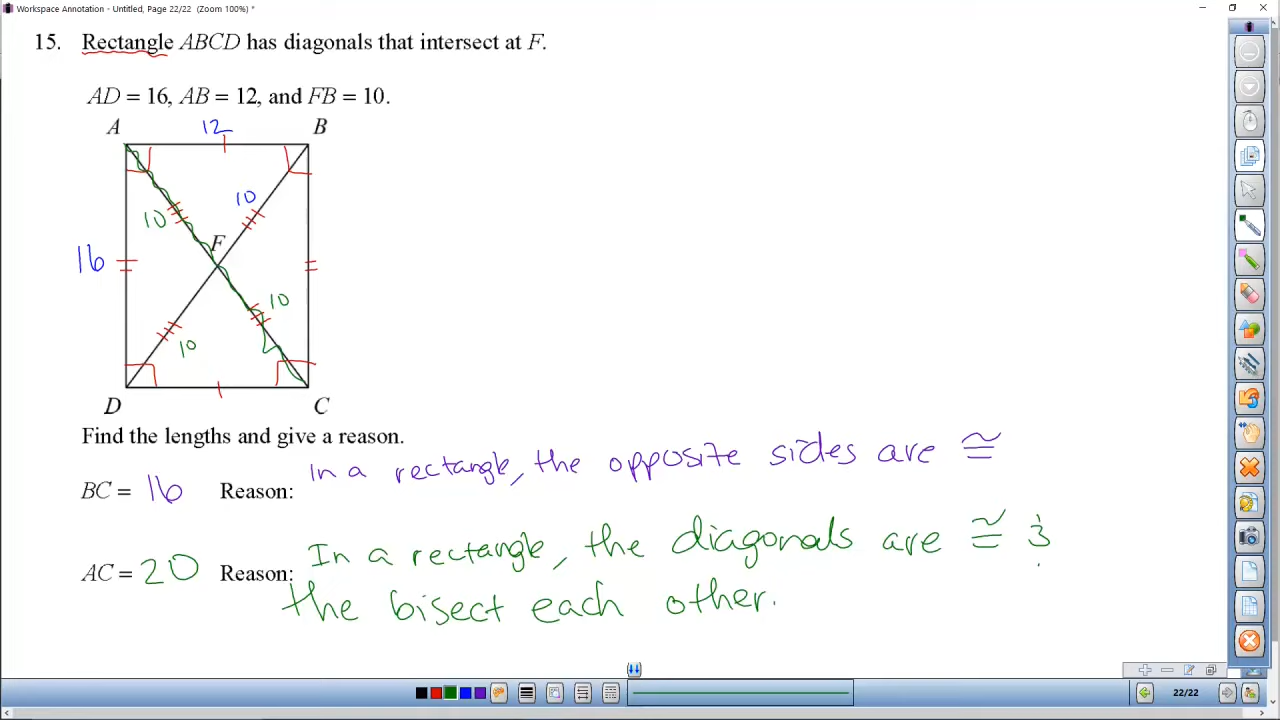 Workspace Annotation - Untitled, Page 22/22 (Zoom 100%) *
15. Rectangle ABCD has diagonals that intersect at F.
AD = 16, AB = 12, and FB = 10.
A 12 B
10 10
F
16
10
10
D C
Find the lengths and give a reason.
In a rectangle, the opposite sides are ≅
BC = 16 Reason:
In a rectangle, the diagonals are ≅ &
AC = 20 Reason:
the bisect each other.
22/22